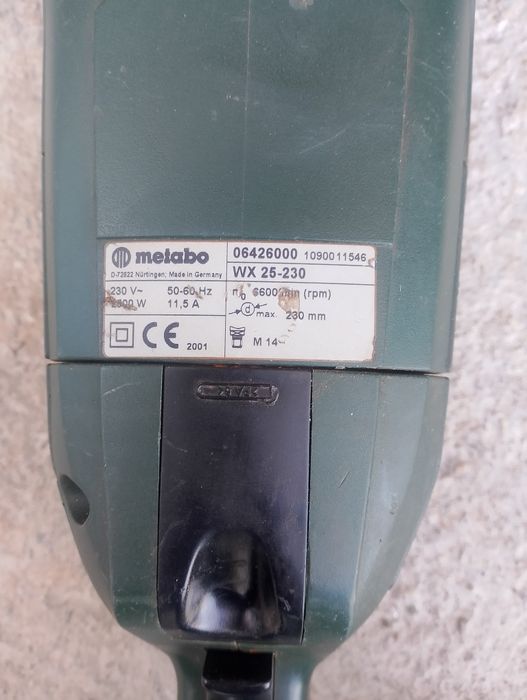 metabo
D-72622 Nürtingen, Made in Germany
230 V~ 50-60 Hz
11,5 A
CE 2001
06426000 1090011546
WX 25-230
n₀ 6600/min (rpm)
d max. 230 mm
M 14